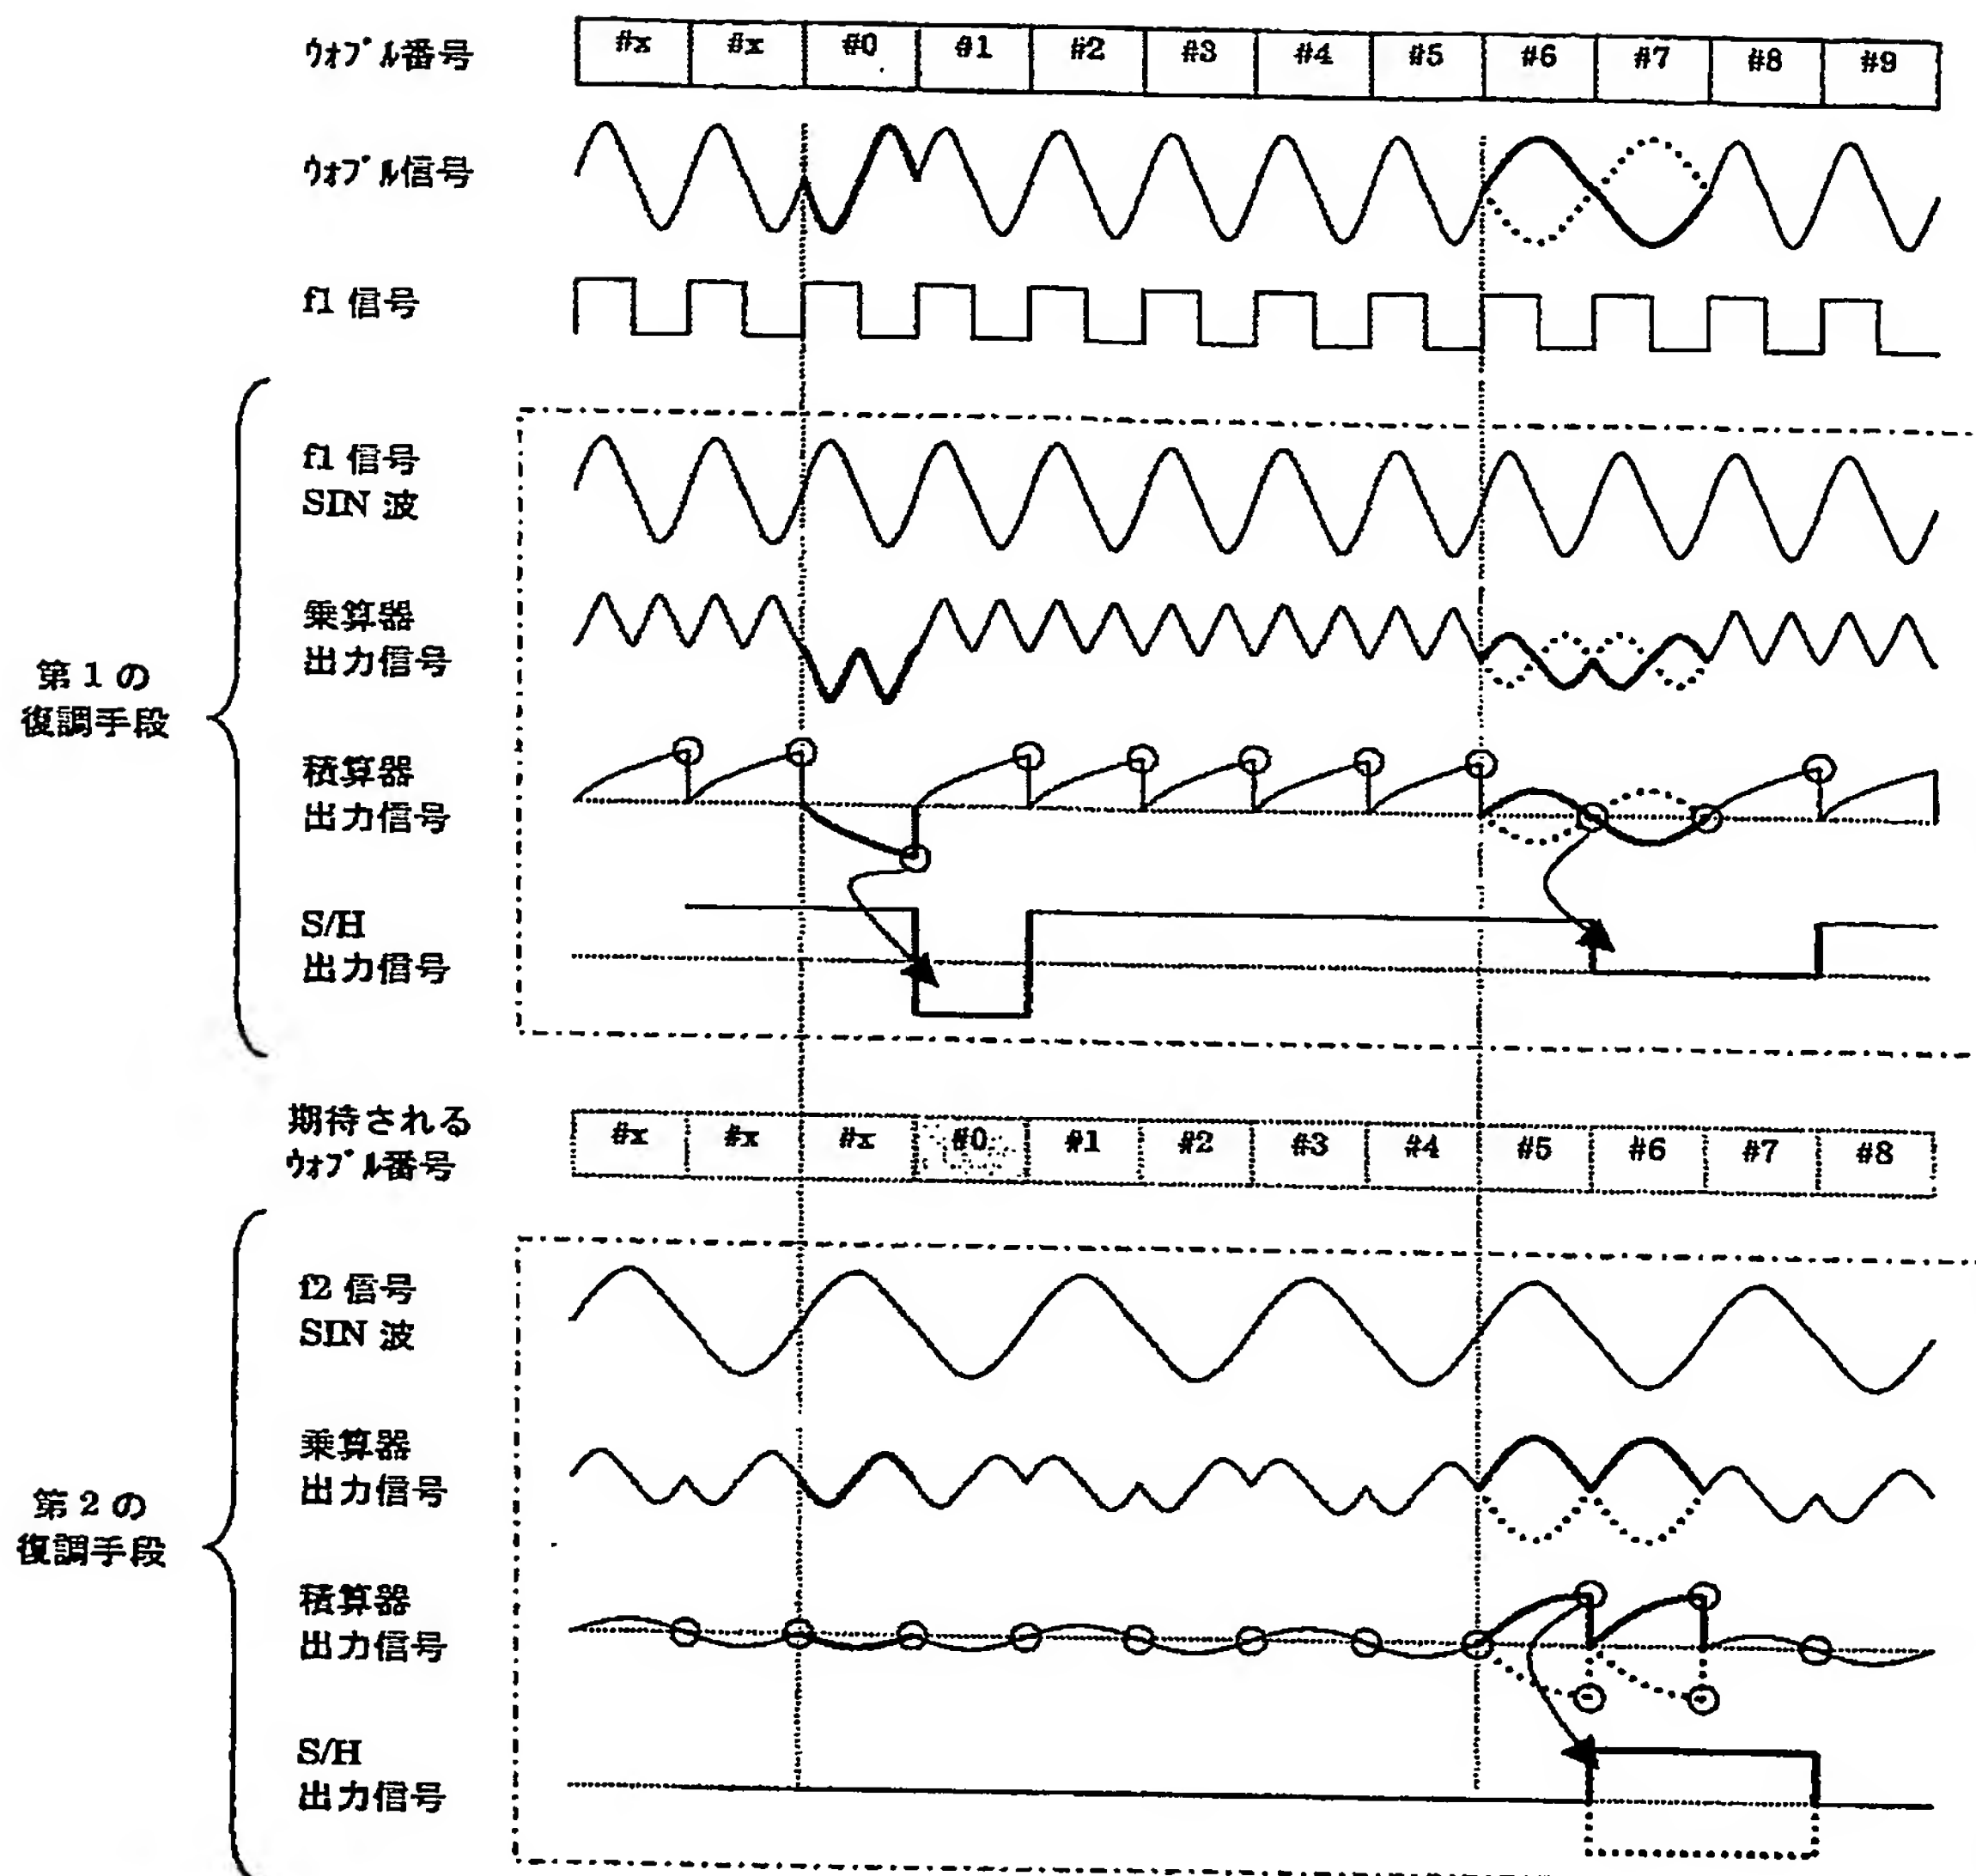 ｳｫﾌﾞﾙ番号 #x #x #0 #1 #2 #3 #4 #5 #6 #7 #8 #9
ｳｫﾌﾞﾙ信号
f1 信号
第1の
復調手段
f1 信号
SIN 波
乗算器
出力信号
積算器
出力信号
S/H
出力信号
期待される
ｳｫﾌﾞﾙ番号
#x #x #x #0 #1 #2 #3 #4 #5 #6 #7 #8
第2の
復調手段
f2 信号
SIN 波
乗算器
出力信号
積算器
出力信号
S/H
出力信号